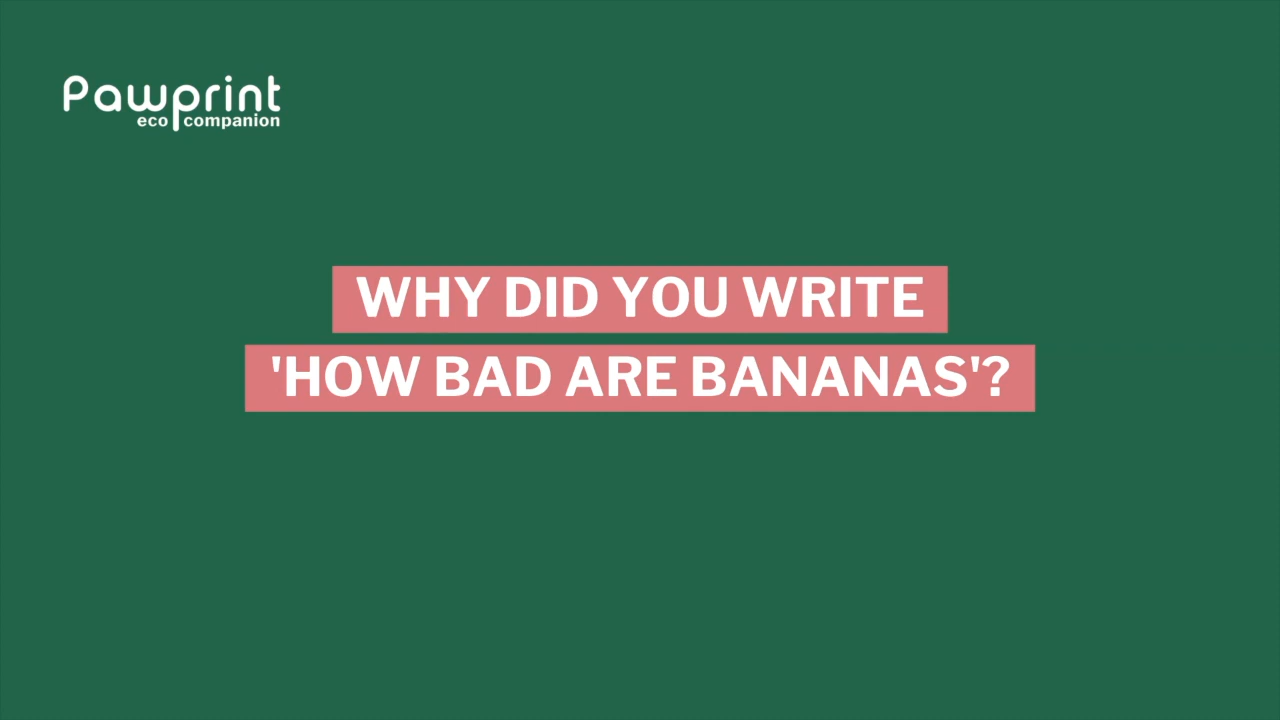 Pawprint
eco companion
WHY DID YOU WRITE
'HOW BAD ARE BANANAS'?